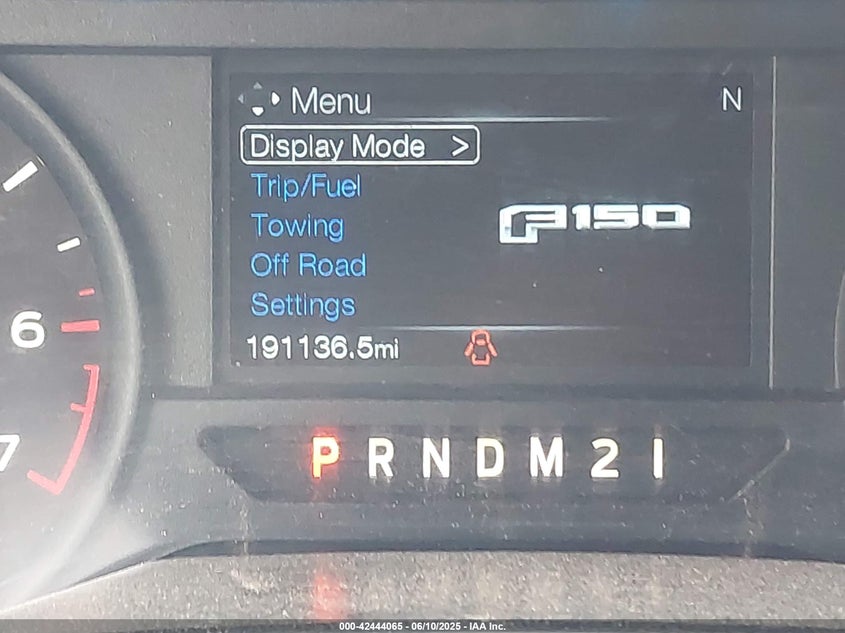 Menu N
Display Mode >
Trip/Fuel
Towing
F150
Off Road
Settings
191136.5mi
6
7
P R N D M 2 1
000-42444065 - 06/10/2025 - IAA Inc.